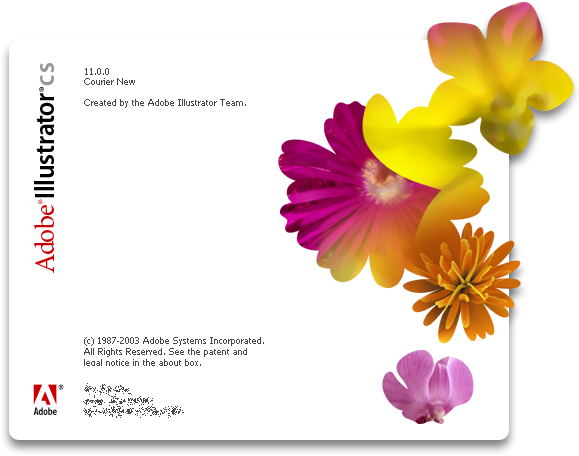 Adobe® Illustrator® CS
11.0.0
Courier New
Created by the Adobe Illustrator Team.
(c) 1987-2003 Adobe Systems Incorporated.
All Rights Reserved. See the patent and
legal notice in the about box.
®
Adobe